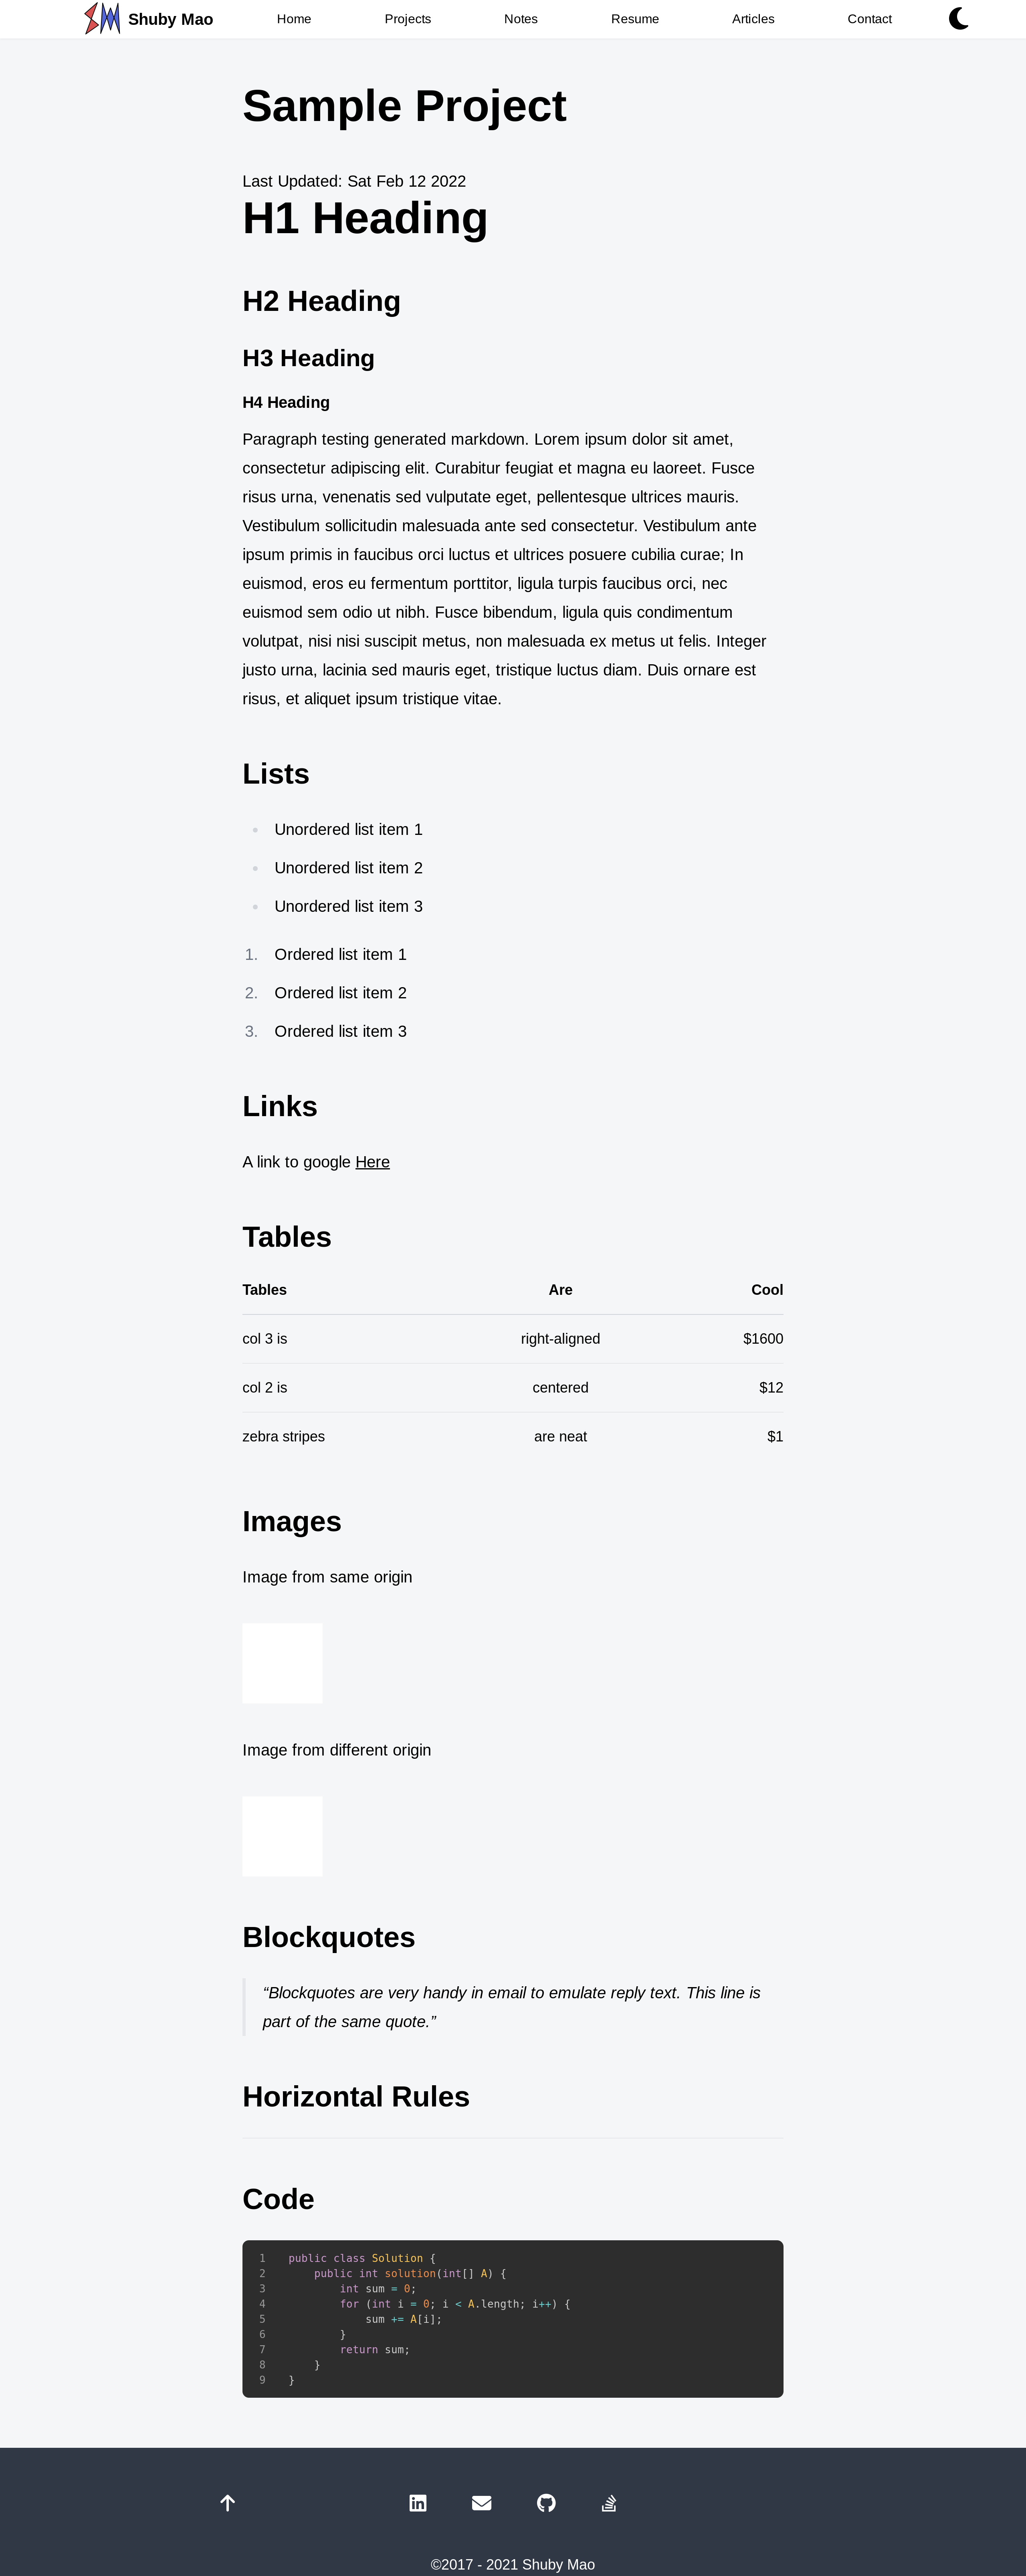 Shuby Mao
Home
Projects
Notes
Resume
Articles
Contact
Sample Project
Last Updated: Sat Feb 12 2022
H1 Heading
H2 Heading
H3 Heading
H4 Heading
Paragraph testing generated markdown. Lorem ipsum dolor sit amet,
consectetur adipiscing elit. Curabitur feugiat et magna eu laoreet. Fusce
risus urna, venenatis sed vulputate eget, pellentesque ultrices mauris.
Vestibulum sollicitudin malesuada ante sed consectetur. Vestibulum ante
ipsum primis in faucibus orci luctus et ultrices posuere cubilia curae; In
euismod, eros eu fermentum porttitor, ligula turpis faucibus orci, nec
euismod sem odio ut nibh. Fusce bibendum, ligula quis condimentum
volutpat, nisi nisi suscipit metus, non malesuada ex metus ut felis. Integer
justo urna, lacinia sed mauris eget, tristique luctus diam. Duis ornare est
risus, et aliquet ipsum tristique vitae.
Lists
Unordered list item 1
Unordered list item 2
Unordered list item 3
1. Ordered list item 1
2. Ordered list item 2
3. Ordered list item 3
Links
A link to google Here
Tables
Tables Are Cool
col 3 is right-aligned $1600
col 2 is centered $12
zebra stripes are neat $1
Images
Image from same origin
Image from different origin
Blockquotes
“Blockquotes are very handy in email to emulate reply text. This line is
part of the same quote.”
Horizontal Rules
Code
1 public class Solution {
2     public int solution(int[] A) {
3         int sum = 0;
4         for (int i = 0; i < A.length; i++) {
5             sum += A[i];
6         }
7         return sum;
8     }
9 }
©2017 - 2021 Shuby Mao